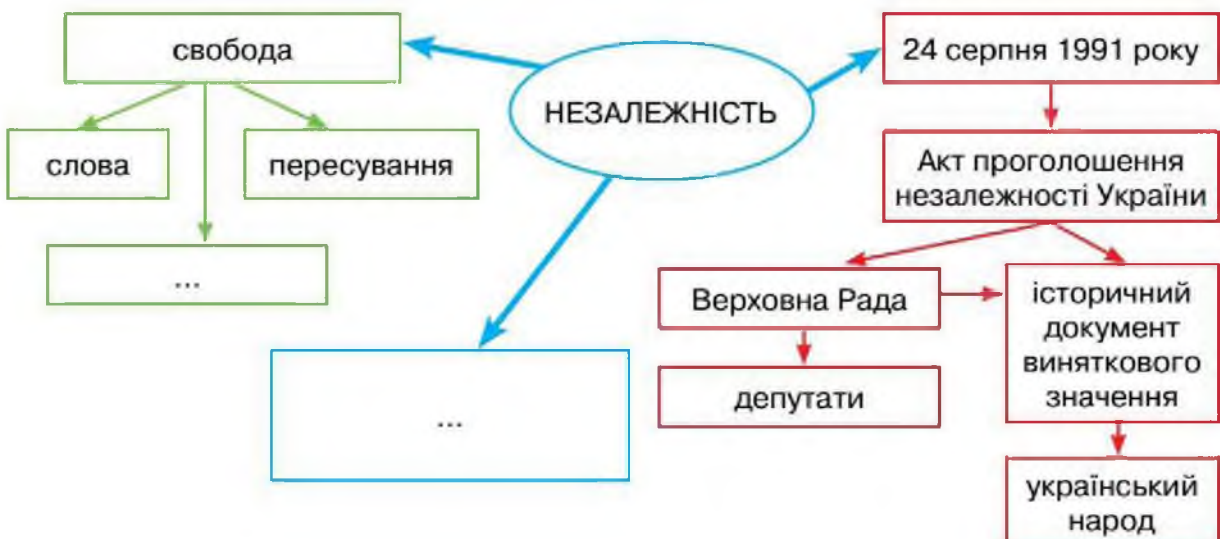 свобода
24 серпня 1991 року
НЕЗАЛЕЖНІСТЬ
слова
пересування
Акт проголошення
незалежності України
...
Верховна Рада
історичний
документ
виняткового
значення
депутати
...
український
народ